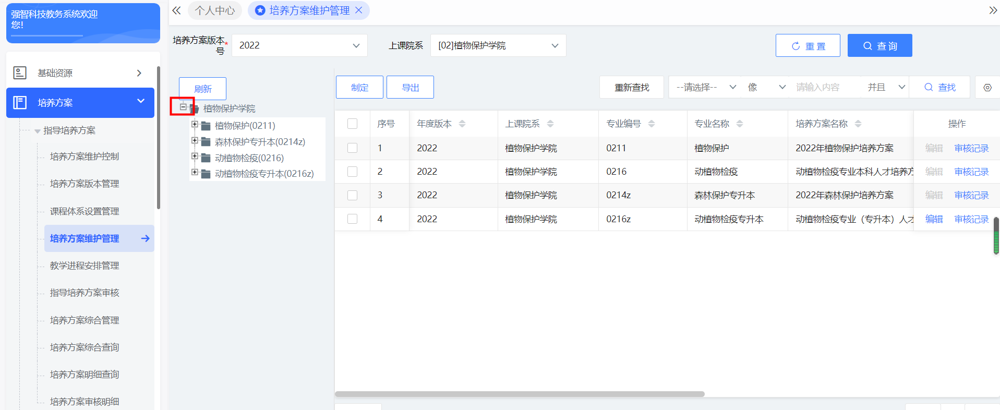 强智科技教务系统欢迎
您!
个人中心
培养方案维护管理
培养方案版本*
号
2022
上课院系
[02]植物保护学院
重置
查询
基础资源
培养方案
指导培养方案
培养方案维护控制
培养方案版本管理
课程体系设置管理
培养方案维护管理
教学进程安排管理
指导培养方案审核
培养方案综合管理
培养方案综合查询
培养方案明细查询
培养方案审核明细
刷新
植物保护学院
植物保护(0211)
森林保护专升本(0214z)
动植物检疫(0216)
动植物检疫专升本(0216z)
制定
导出
重新查找
--请选择--
像
请输入内容
并且
查找
序号 年度版本 上课院系 专业编号 专业名称 培养方案名称 操作
1 2022 植物保护学院 0211 植物保护 2022年植物保护培养方案 编辑 审核记录
2 2022 植物保护学院 0216 动植物检疫 动植物检疫专业本科人才培养方 编辑 审核记录
3 2022 植物保护学院 0214z 森林保护专升本 2022年森林保护培养方案 编辑 审核记录
4 2022 植物保护学院 0216z 动植物检疫专升本 动植物检疫专业（专升本）人才 编辑 审核记录